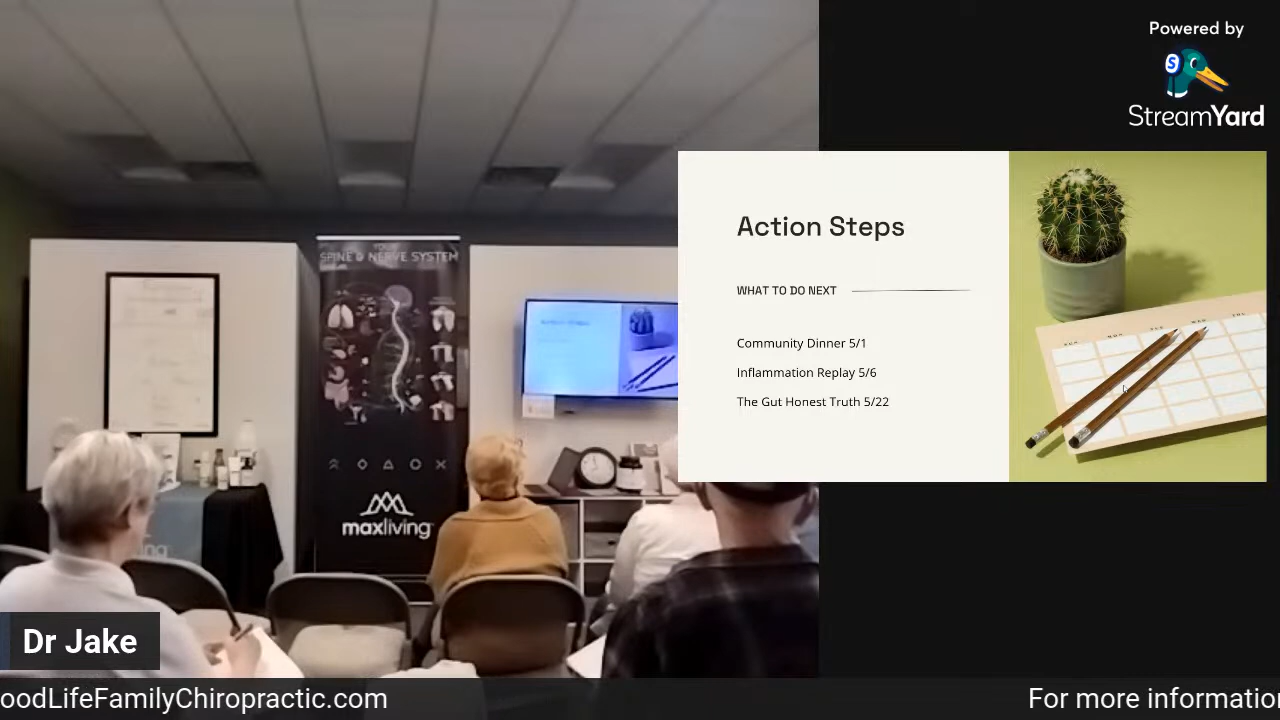 Powered by
StreamYard
Action Steps
WHAT TO DO NEXT
Community Dinner 5/1
Inflammation Replay 5/6
The Gut Honest Truth 5/22
SPINE & NERVE SYSTEM
maxliving
Dr Jake
oodLifeFamilyChiropractic.com
For more information